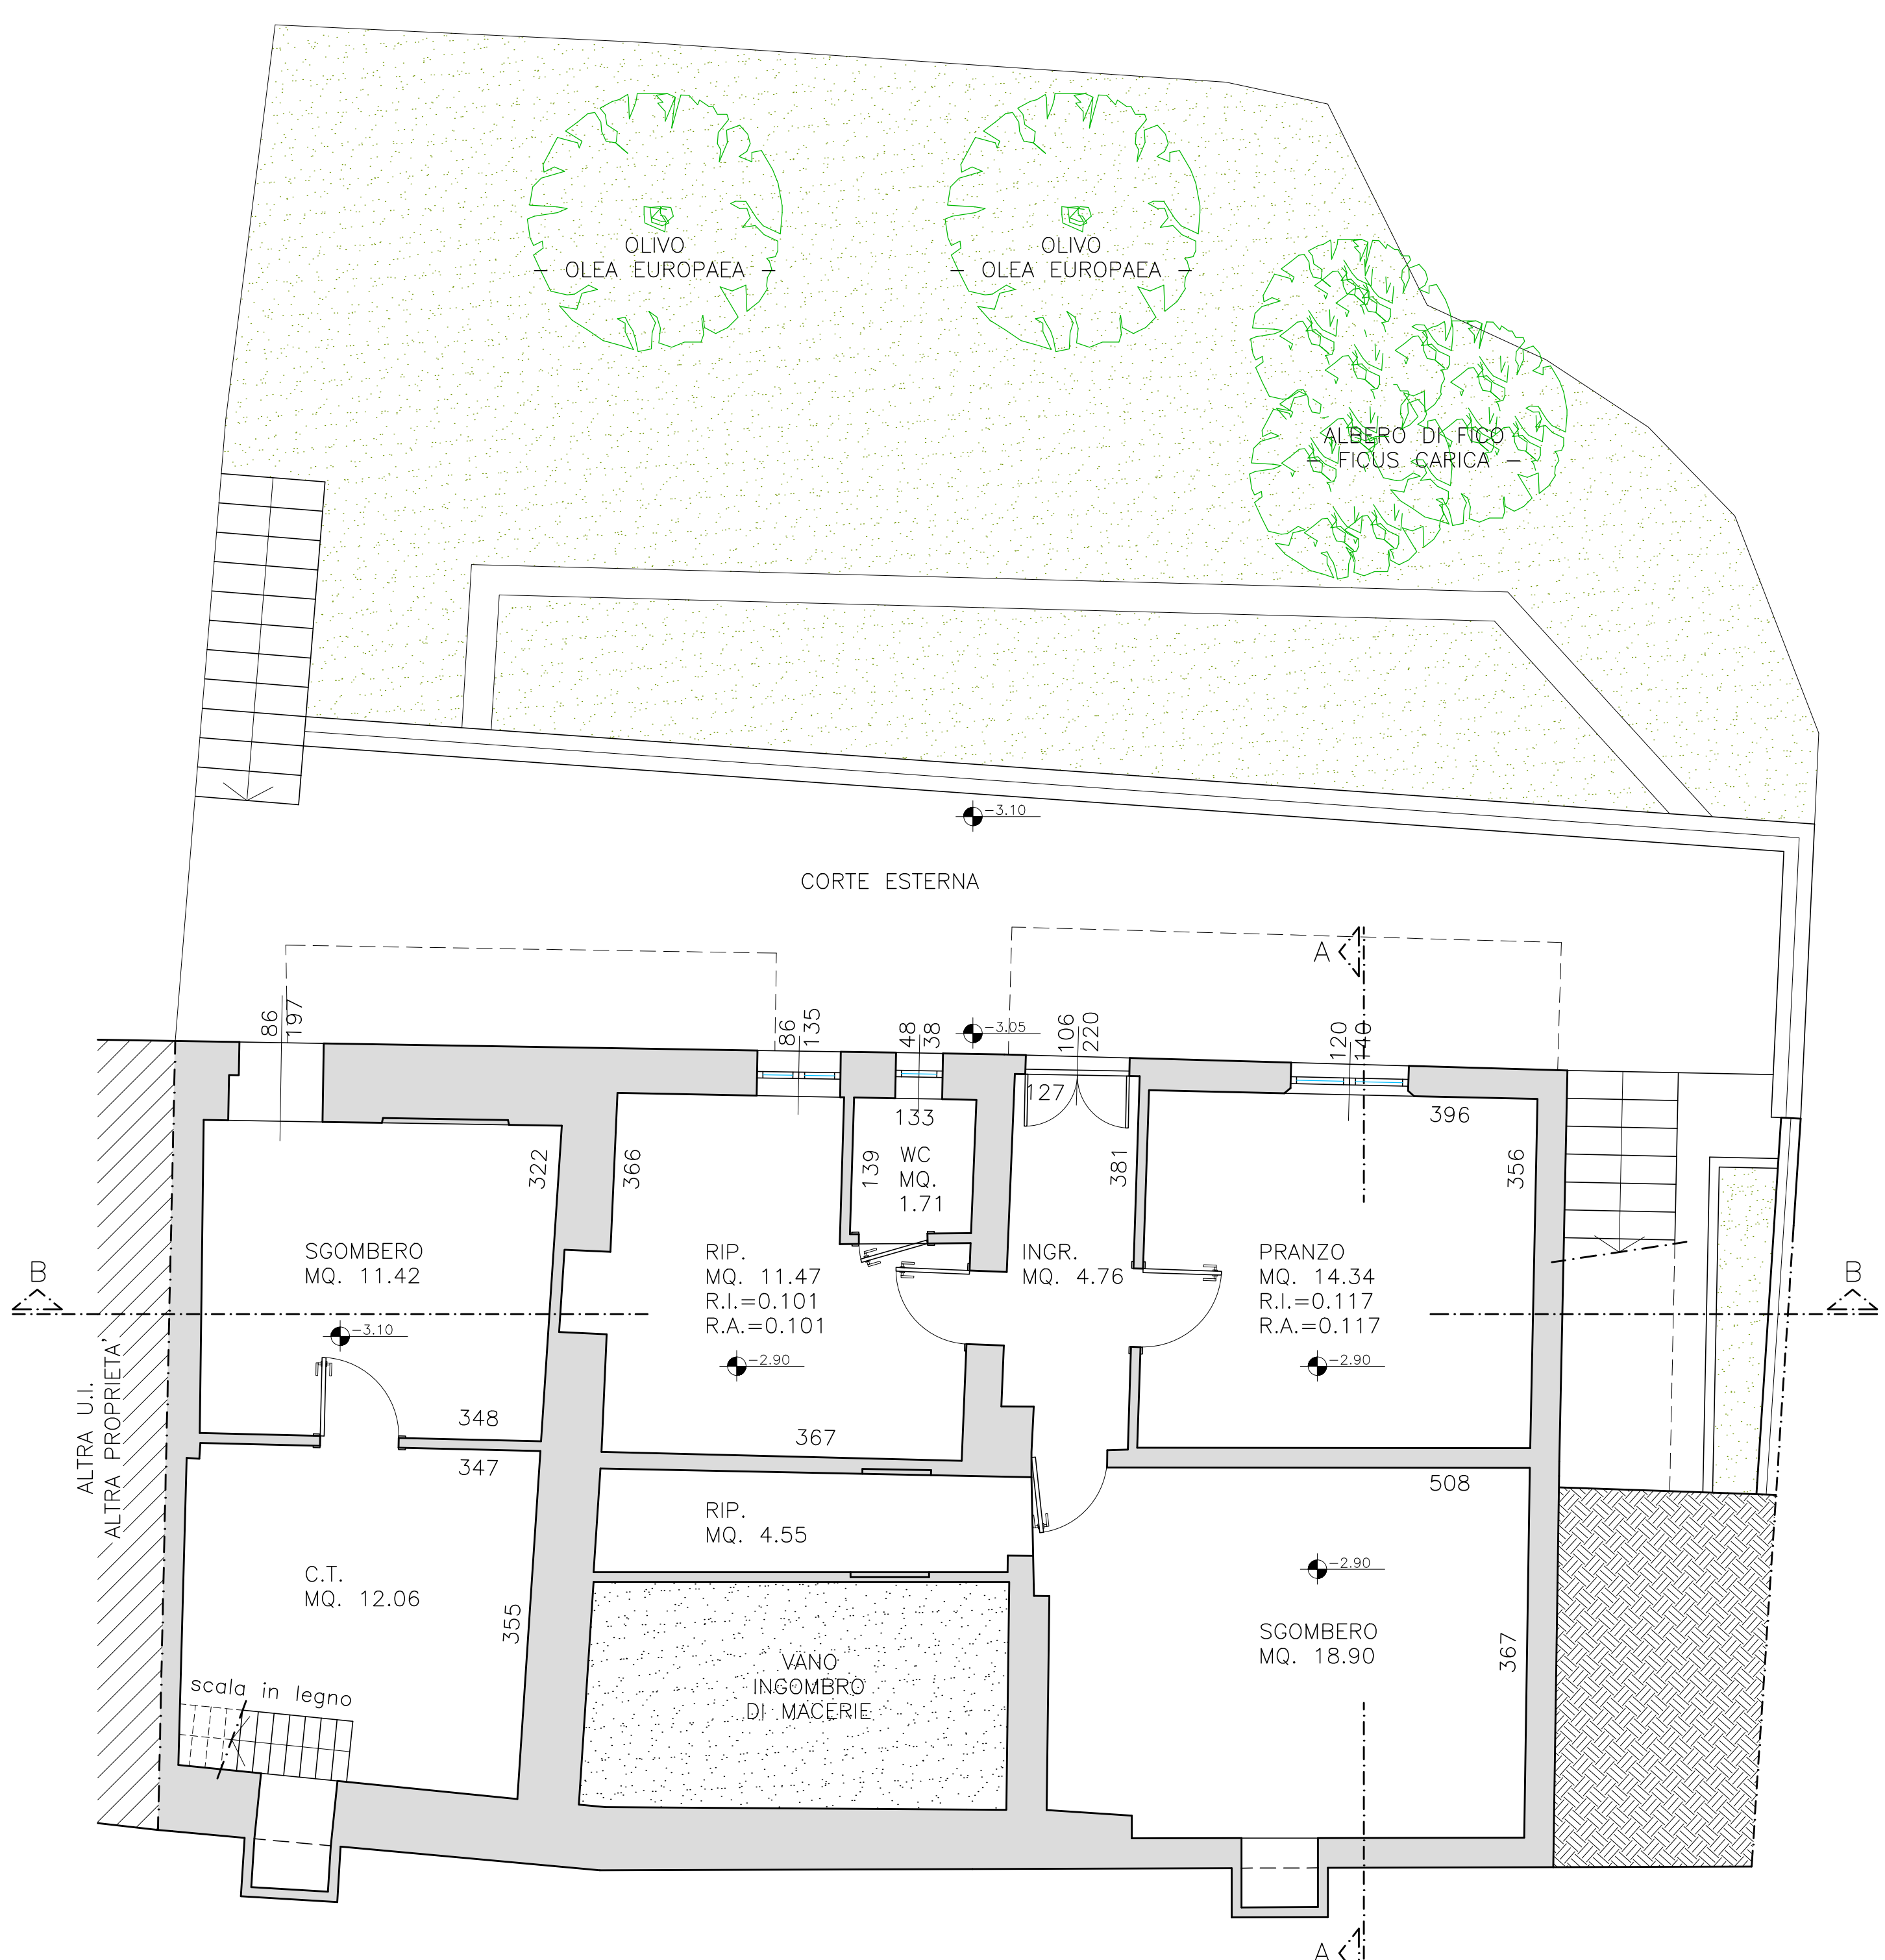 OLIVO
- OLEA EUROPAEA -
OLIVO
- OLEA EUROPAEA -
ALBERO DI FICO
- FICUS CARICA -
-3.10
CORTE ESTERNA
A
86
197
86
135
48
38
-3.05
106
220
120
140
127
133
396
322
366
139
WC
MQ.
1.71
381
356
SGOMBERO
MQ. 11.42
RIP.
MQ. 11.47
R.I.=0.101
R.A.=0.101
INGR.
MQ. 4.76
PRANZO
MQ. 14.34
R.I.=0.117
R.A.=0.117
B
B
-3.10
-2.90
-2.90
ALTRA U.I.
ALTRA PROPRIETA'
348
367
347
508
RIP.
MQ. 4.55
-2.90
C.T.
MQ. 12.06
355
SGOMBERO
MQ. 18.90
367
VANO
INGOMBRO
DI MACERIE
scala in legno
A